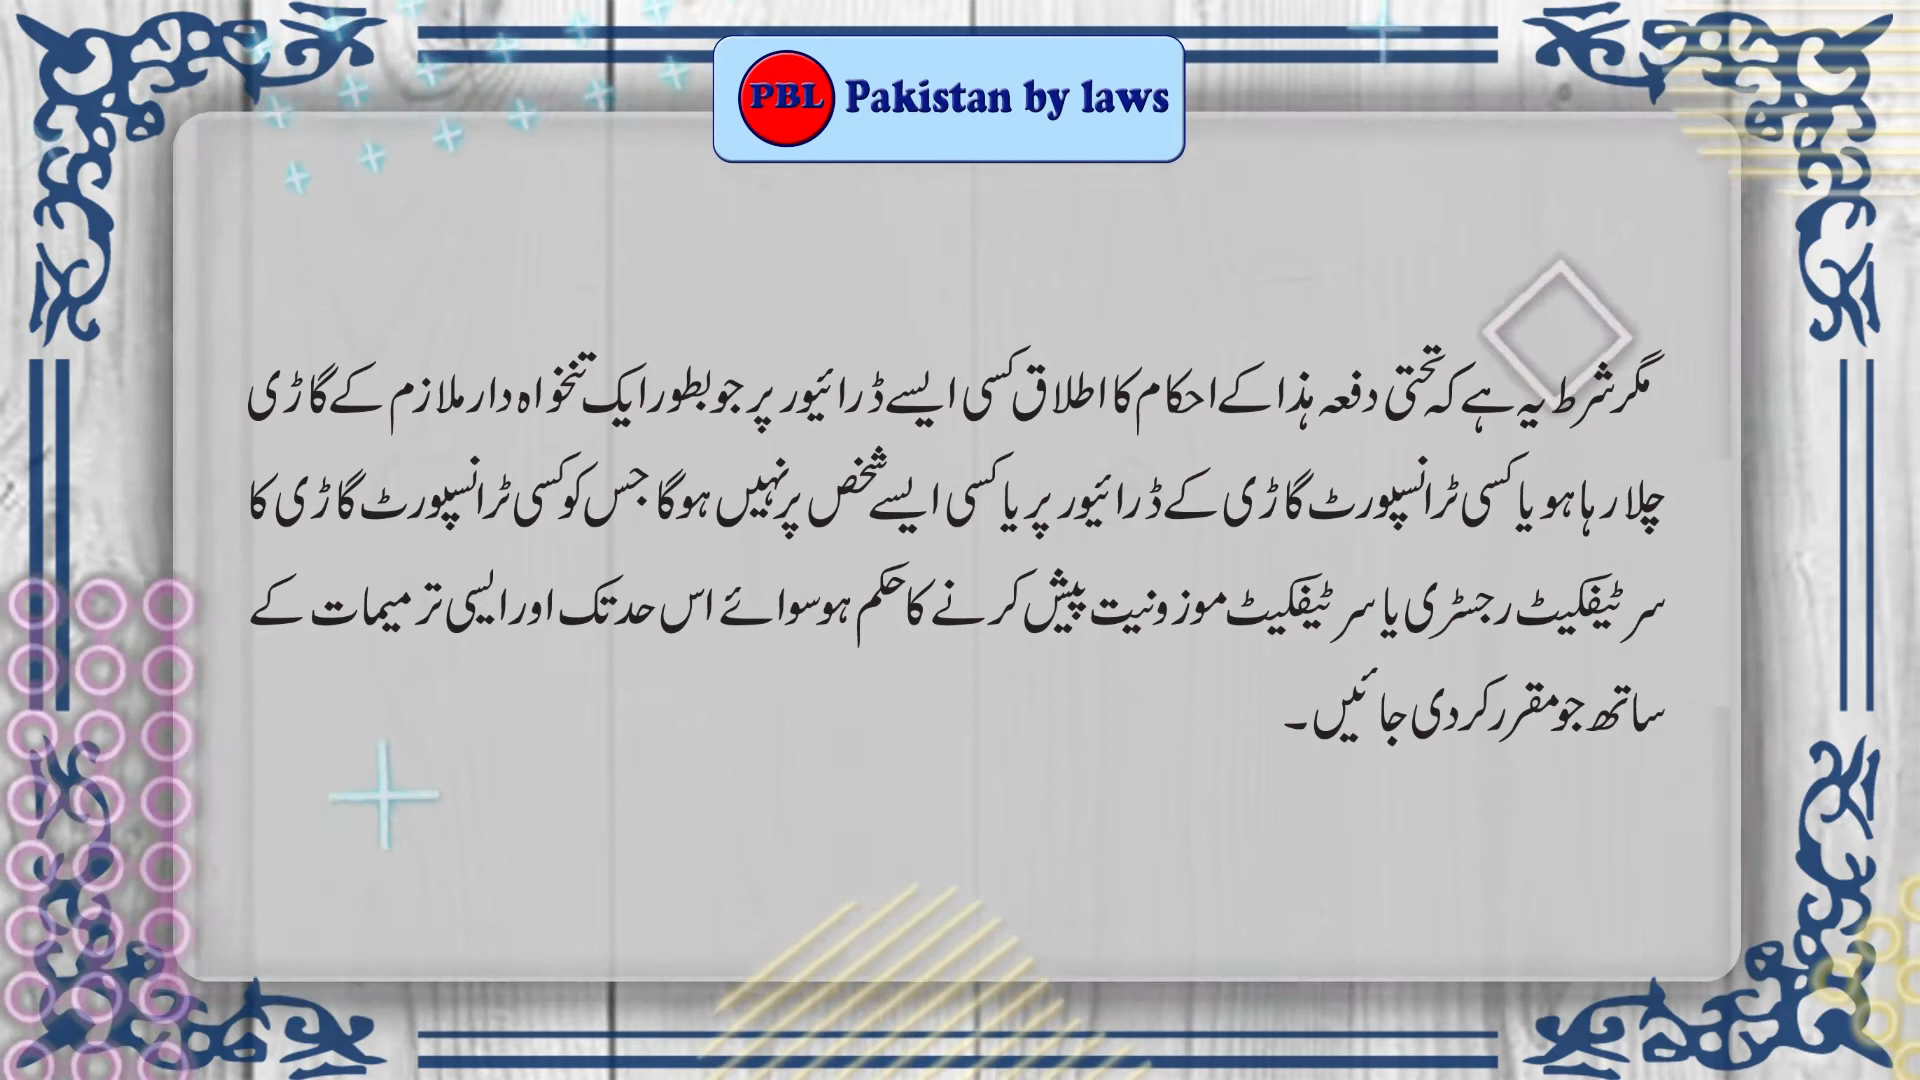 PBL Pakistan by laws
مگر شرط یہ ہے کہ تحتی دفعہ ہذا کے احکام کا اطلاق کسی ایسے ڈرائیور پر جو بطور ایک تنخواہ دار ملازم کے گاڑی
چلا رہا ہو یا کسی ٹرانسپورٹ گاڑی کے ڈرائیور پر یا کسی ایسے شخص پر نہیں ہوگا جس کو کسی ٹرانسپورٹ گاڑی کا
سرٹیفکیٹ رجسٹری یا سرٹیفکیٹ موزونیت پیش کرنے کا حکم ہو سوائے اس حد تک اور ایسی ترمیمات کے
ساتھ جو مقرر کر دی جائیں۔